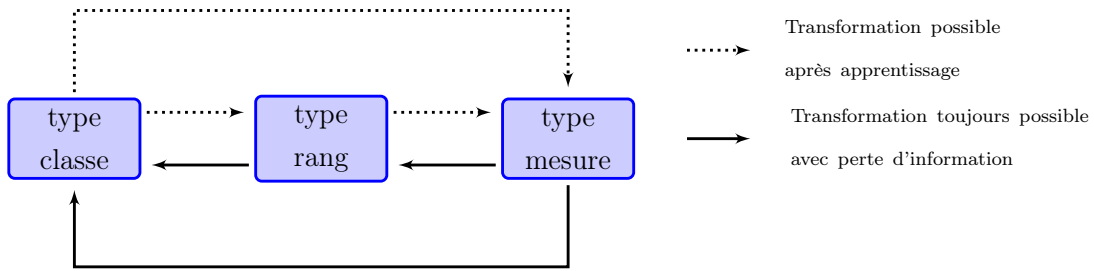 type
classe
type
rang
type
mesure
Transformation possible
après apprentissage
Transformation toujours possible
avec perte d'information